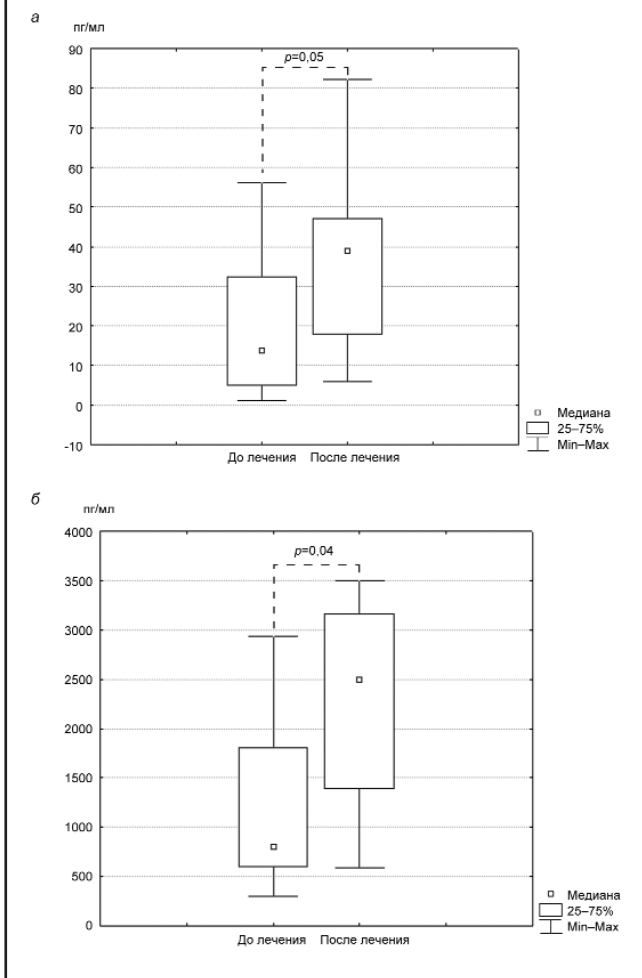 а
пг/мл
90
80
70
60
50
40
30
20
10
0
-10
p=0,05
До лечения После лечения
Медиана
25–75%
Min–Max
б
пг/мл
4000
3500
3000
2500
2000
1500
1000
500
0
p=0,04
До лечения После лечения
Медиана
25–75%
Min–Max